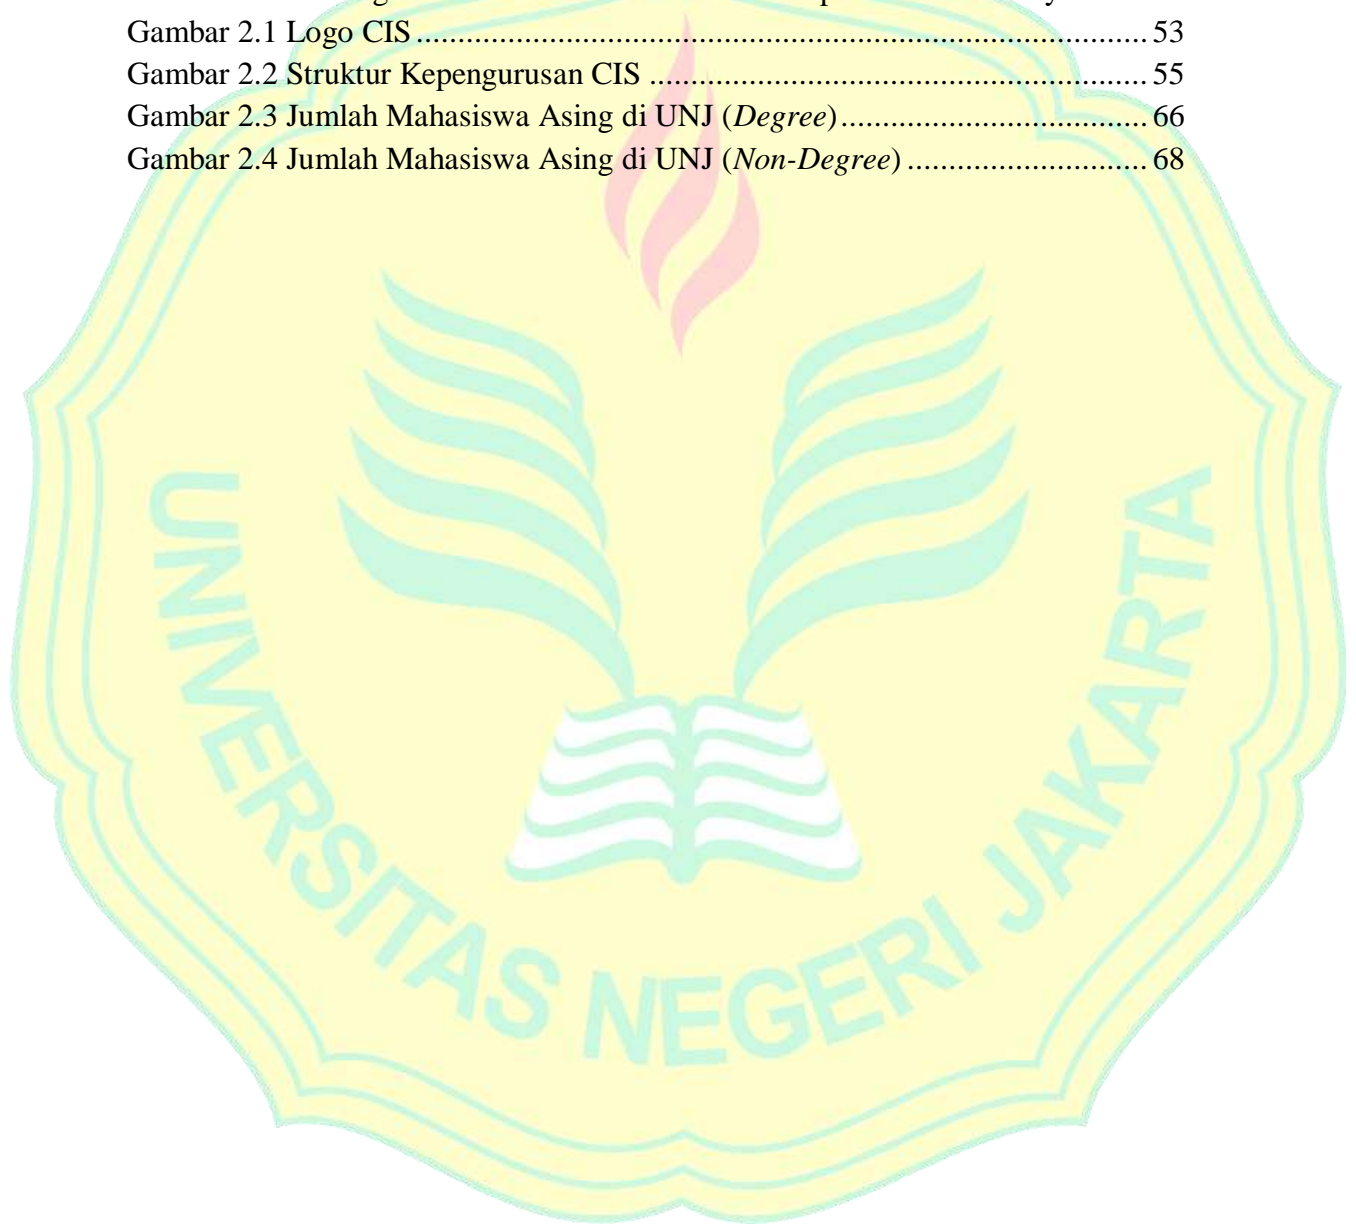 Gambar 2.1 Logo CIS .......................................................................... 53
Gambar 2.2 Struktur Kepengurusan CIS .................................................. 55
Gambar 2.3 Jumlah Mahasiswa Asing di UNJ (Degree) ............................... 66
Gambar 2.4 Jumlah Mahasiswa Asing di UNJ (Non-Degree) ........................ 68
UNIVERSITAS NEGERI JAKARTA